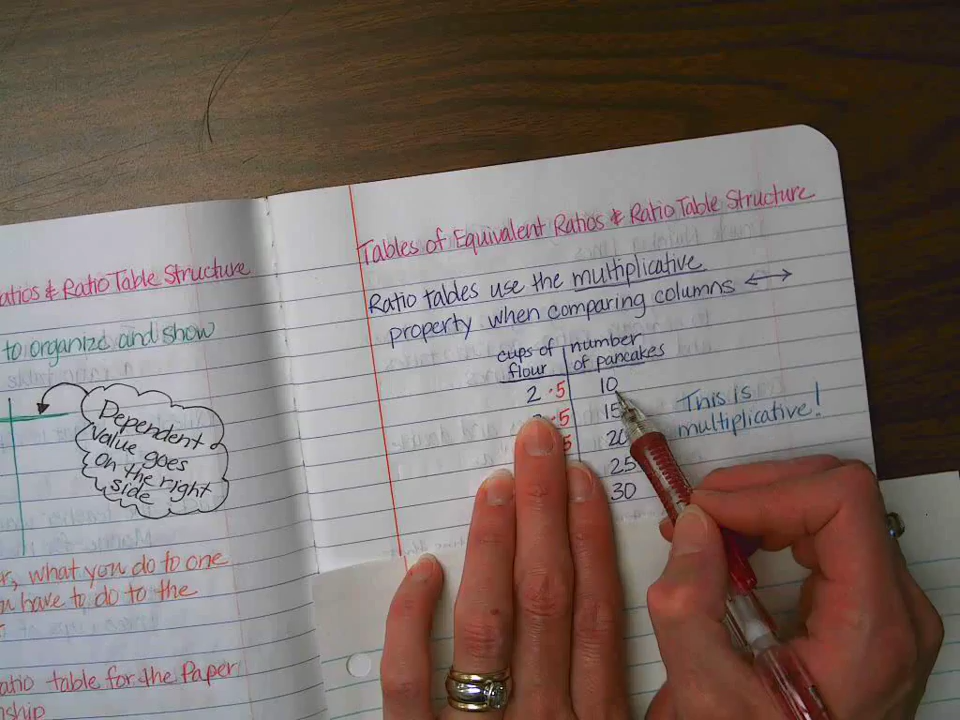 atios & Ratio Table Structure
to organize and show
Dependent
value goes
on the right
side
r, what you do to one
u have to do to the
atio table for the Paper
nship
Tables of Equivalent Ratios & Ratio Table Structure
Ratio tables use the multiplicative
property when comparing columns ↔
cups of flour | number of pancakes
2 ·5 | 10
·5 | 15
5 | 20
25
30
This is
multiplicative!